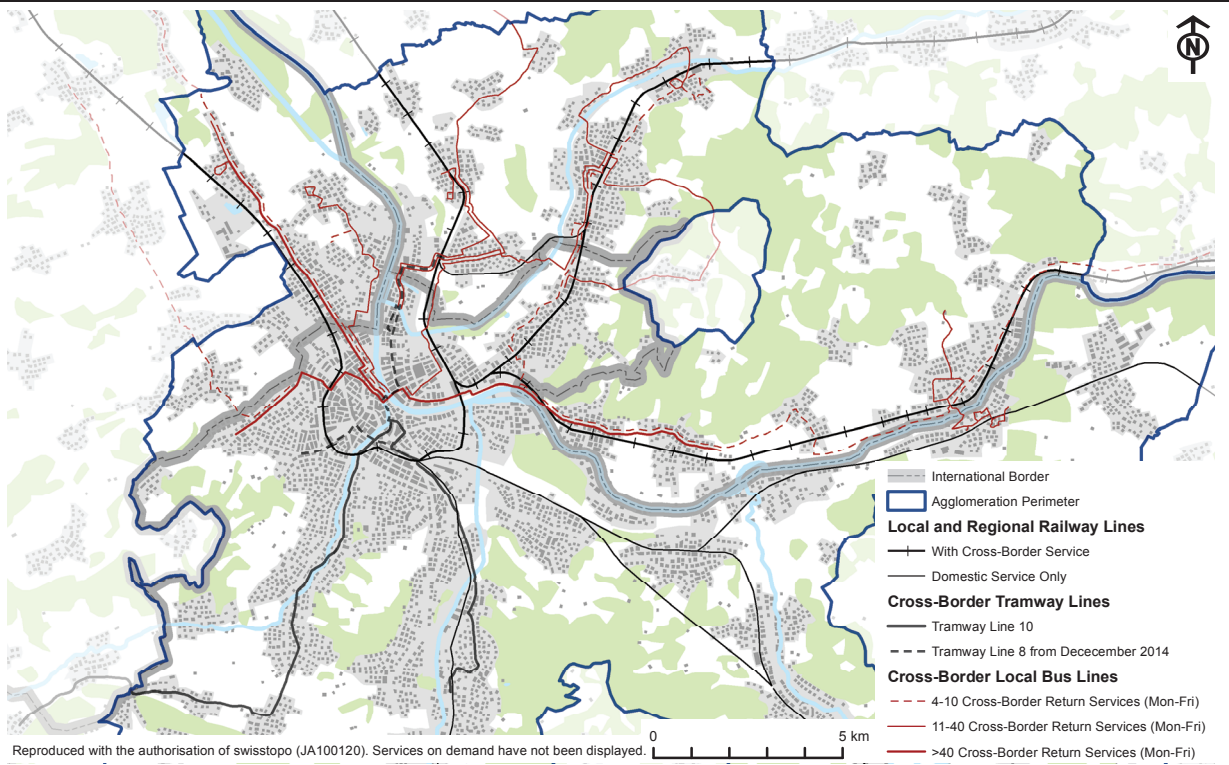 N
International Border
Agglomeration Perimeter
Local and Regional Railway Lines
With Cross-Border Service
Domestic Service Only
Cross-Border Tramway Lines
Tramway Line 10
Tramway Line 8 from Dececember 2014
Cross-Border Local Bus Lines
4-10 Cross-Border Return Services (Mon-Fri)
11-40 Cross-Border Return Services (Mon-Fri)
>40 Cross-Border Return Services (Mon-Fri)
Reproduced with the authorisation of swisstopo (JA100120). Services on demand have not been displayed.
0 5 km